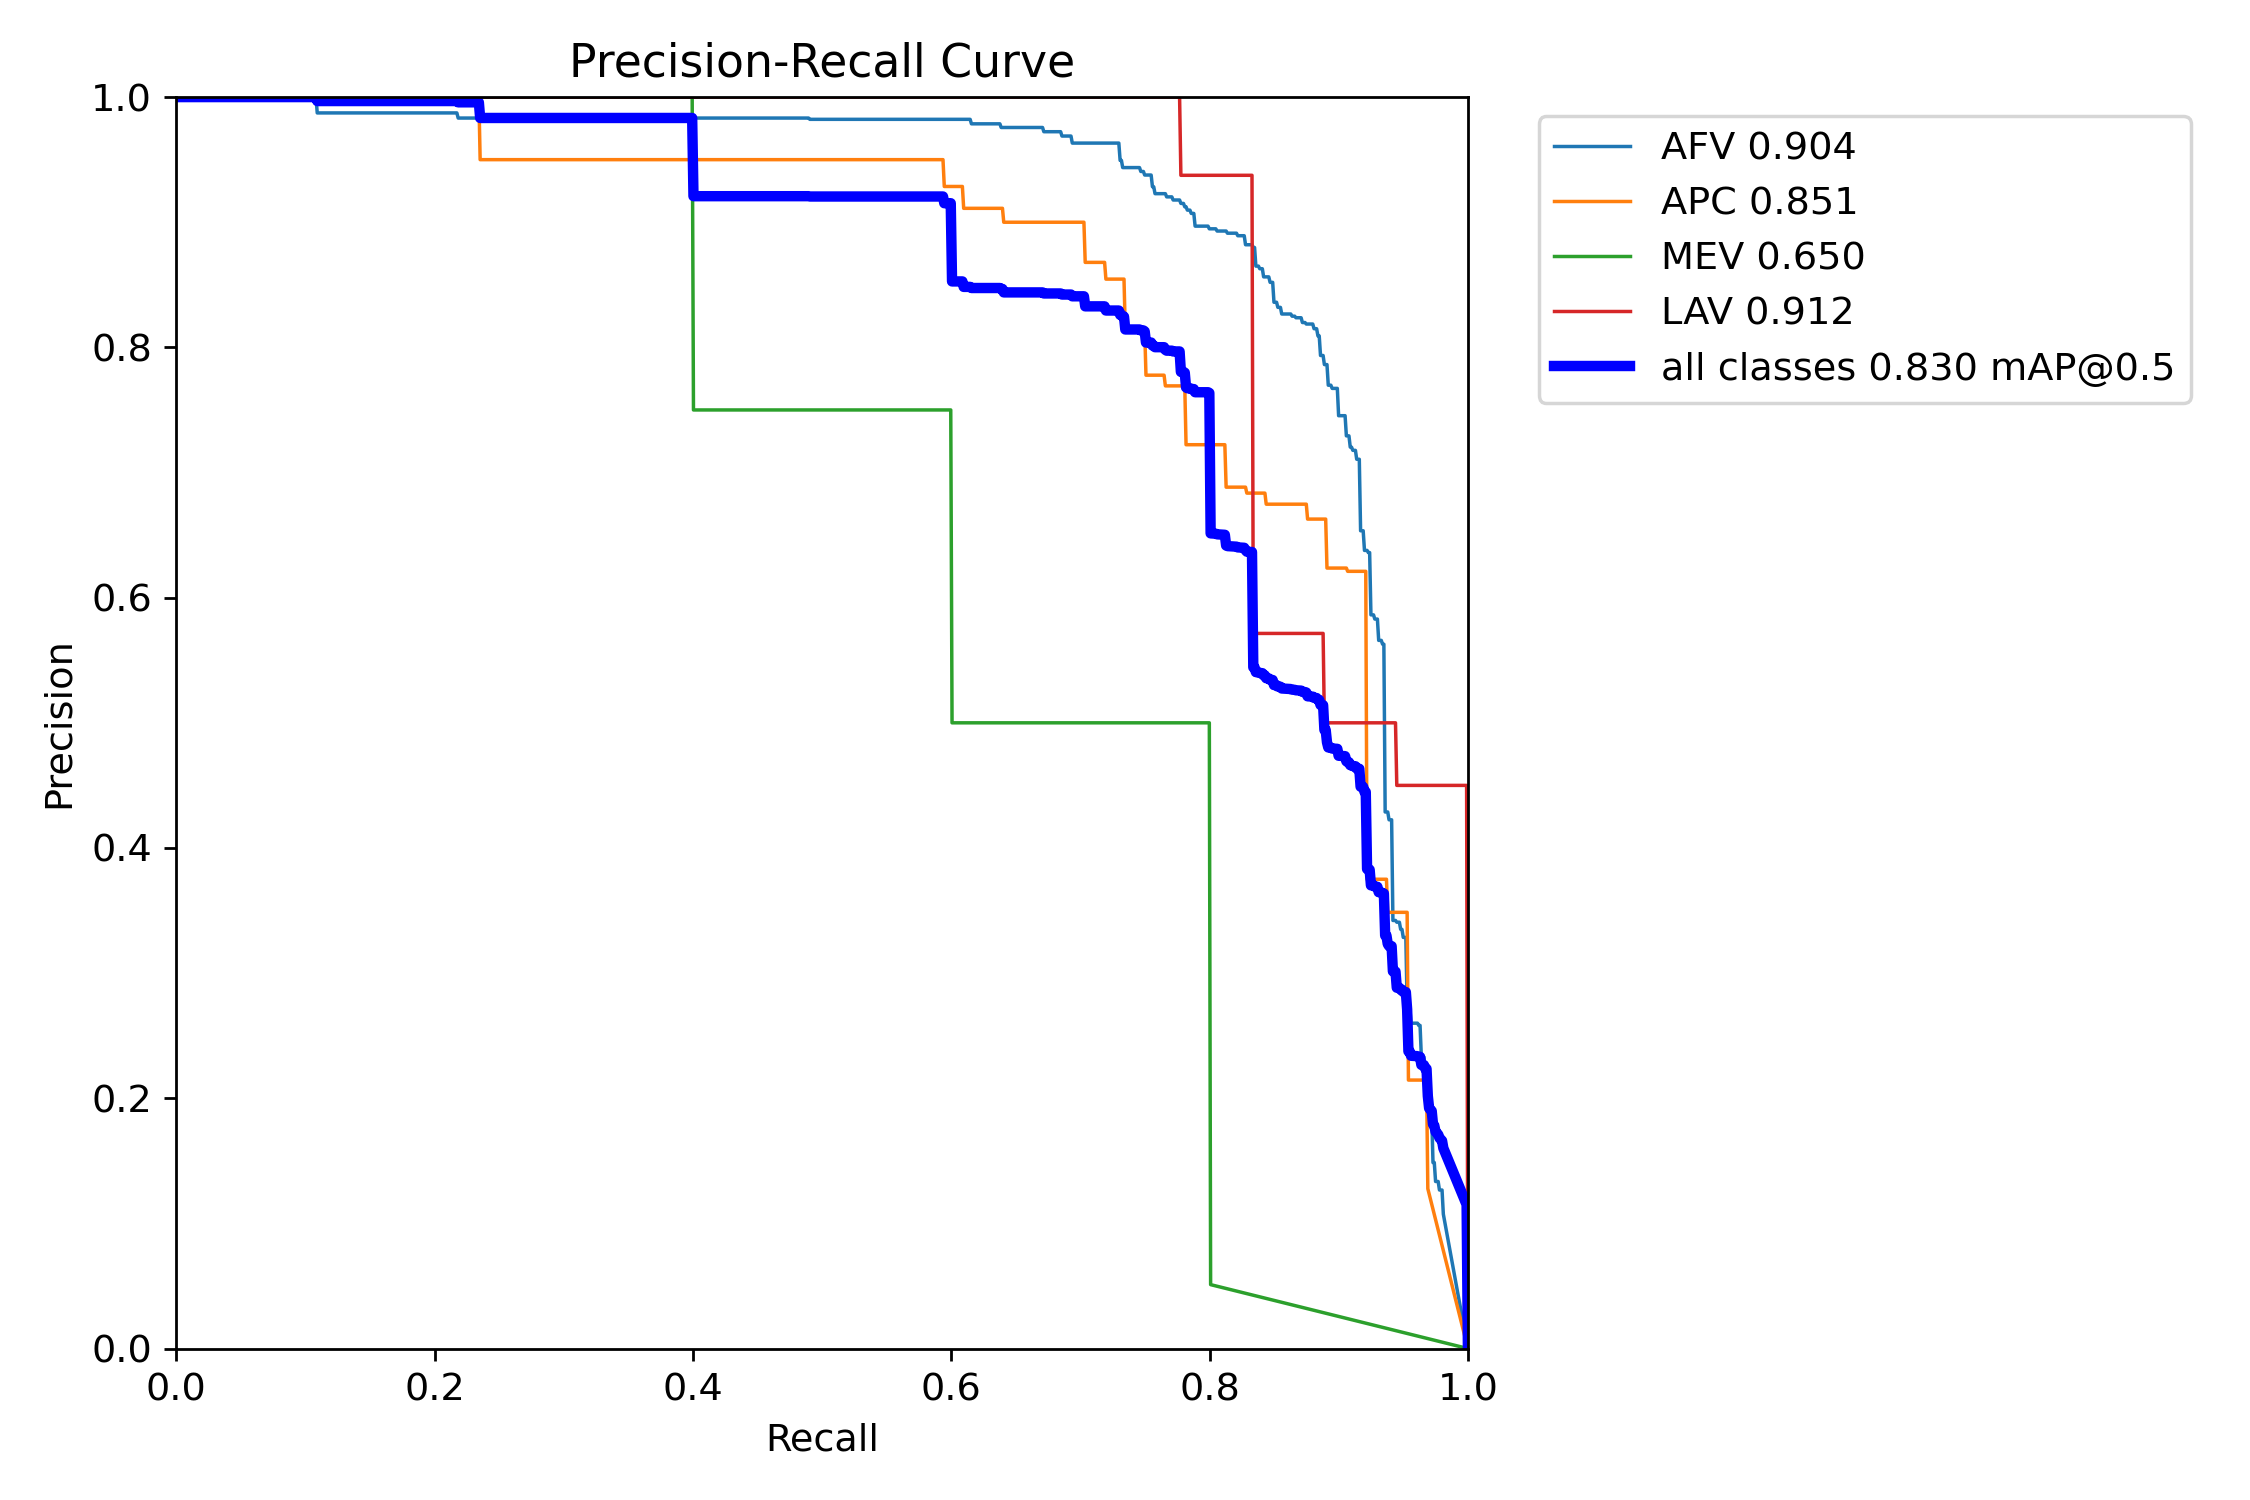 Precision-Recall Curve
1.0
0.8
0.6
0.4
0.2
0.0
Precision
0.0 0.2 0.4 0.6 0.8 1.0
Recall
AFV 0.904
APC 0.851
MEV 0.650
LAV 0.912
all classes 0.830 mAP@0.5